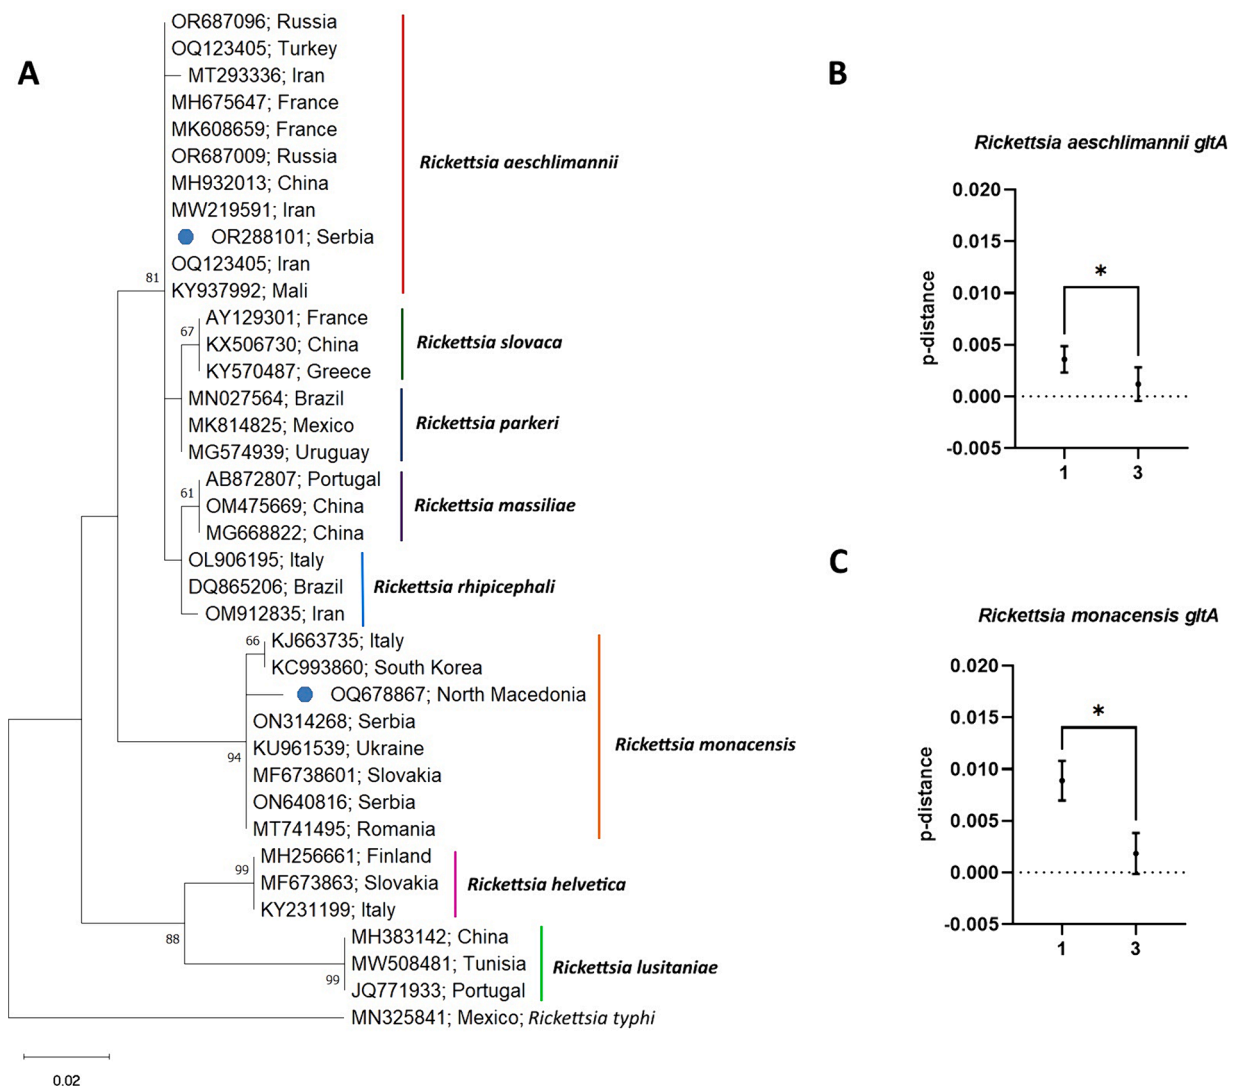 A
OR687096; Russia
OQ123405; Turkey
MT293336; Iran
MH675647; France
MK608659; France
OR687009; Russia
MH932013; China
MW219591; Iran
OR288101; Serbia
OQ123405; Iran
KY937992; Mali
Rickettsia aeschlimannii
81
AY129301; France
KX506730; China
KY570487; Greece
67
Rickettsia slovaca
MN027564; Brazil
MK814825; Mexico
MG574939; Uruguay
Rickettsia parkeri
AB872807; Portugal
OM475669; China
MG668822; China
61
Rickettsia massiliae
OL906195; Italy
DQ865206; Brazil
OM912835; Iran
Rickettsia rhipicephali
66
KJ663735; Italy
KC993860; South Korea
OQ678867; North Macedonia
ON314268; Serbia
KU961539; Ukraine
MF6738601; Slovakia
ON640816; Serbia
MT741495; Romania
94
Rickettsia monacensis
MH256661; Finland
MF673863; Slovakia
KY231199; Italy
99
Rickettsia helvetica
88
MH383142; China
MW508481; Tunisia
JQ771933; Portugal
99
Rickettsia lusitaniae
MN325841; Mexico; Rickettsia typhi
0.02
B
Rickettsia aeschlimannii gltA
p-distance
0.020
0.015
0.010
0.005
0.000
-0.005
*
1 3
C
Rickettsia monacensis gltA
p-distance
0.020
0.015
0.010
0.005
0.000
-0.005
*
1 3